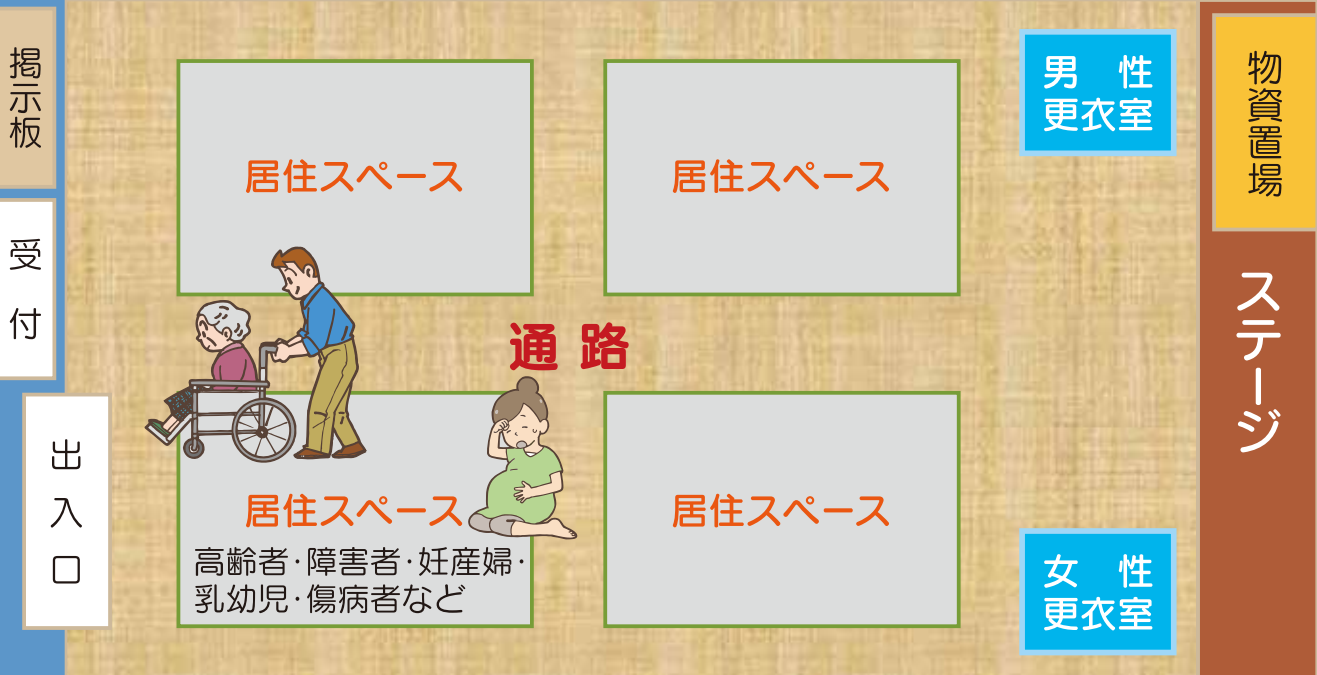 掲示板
受付
出入口
居住スペース
居住スペース
通路
居住スペース
高齢者・障害者・妊産婦・
乳幼児・傷病者など
居住スペース
男性
更衣室
女性
更衣室
物資置場
ステージ